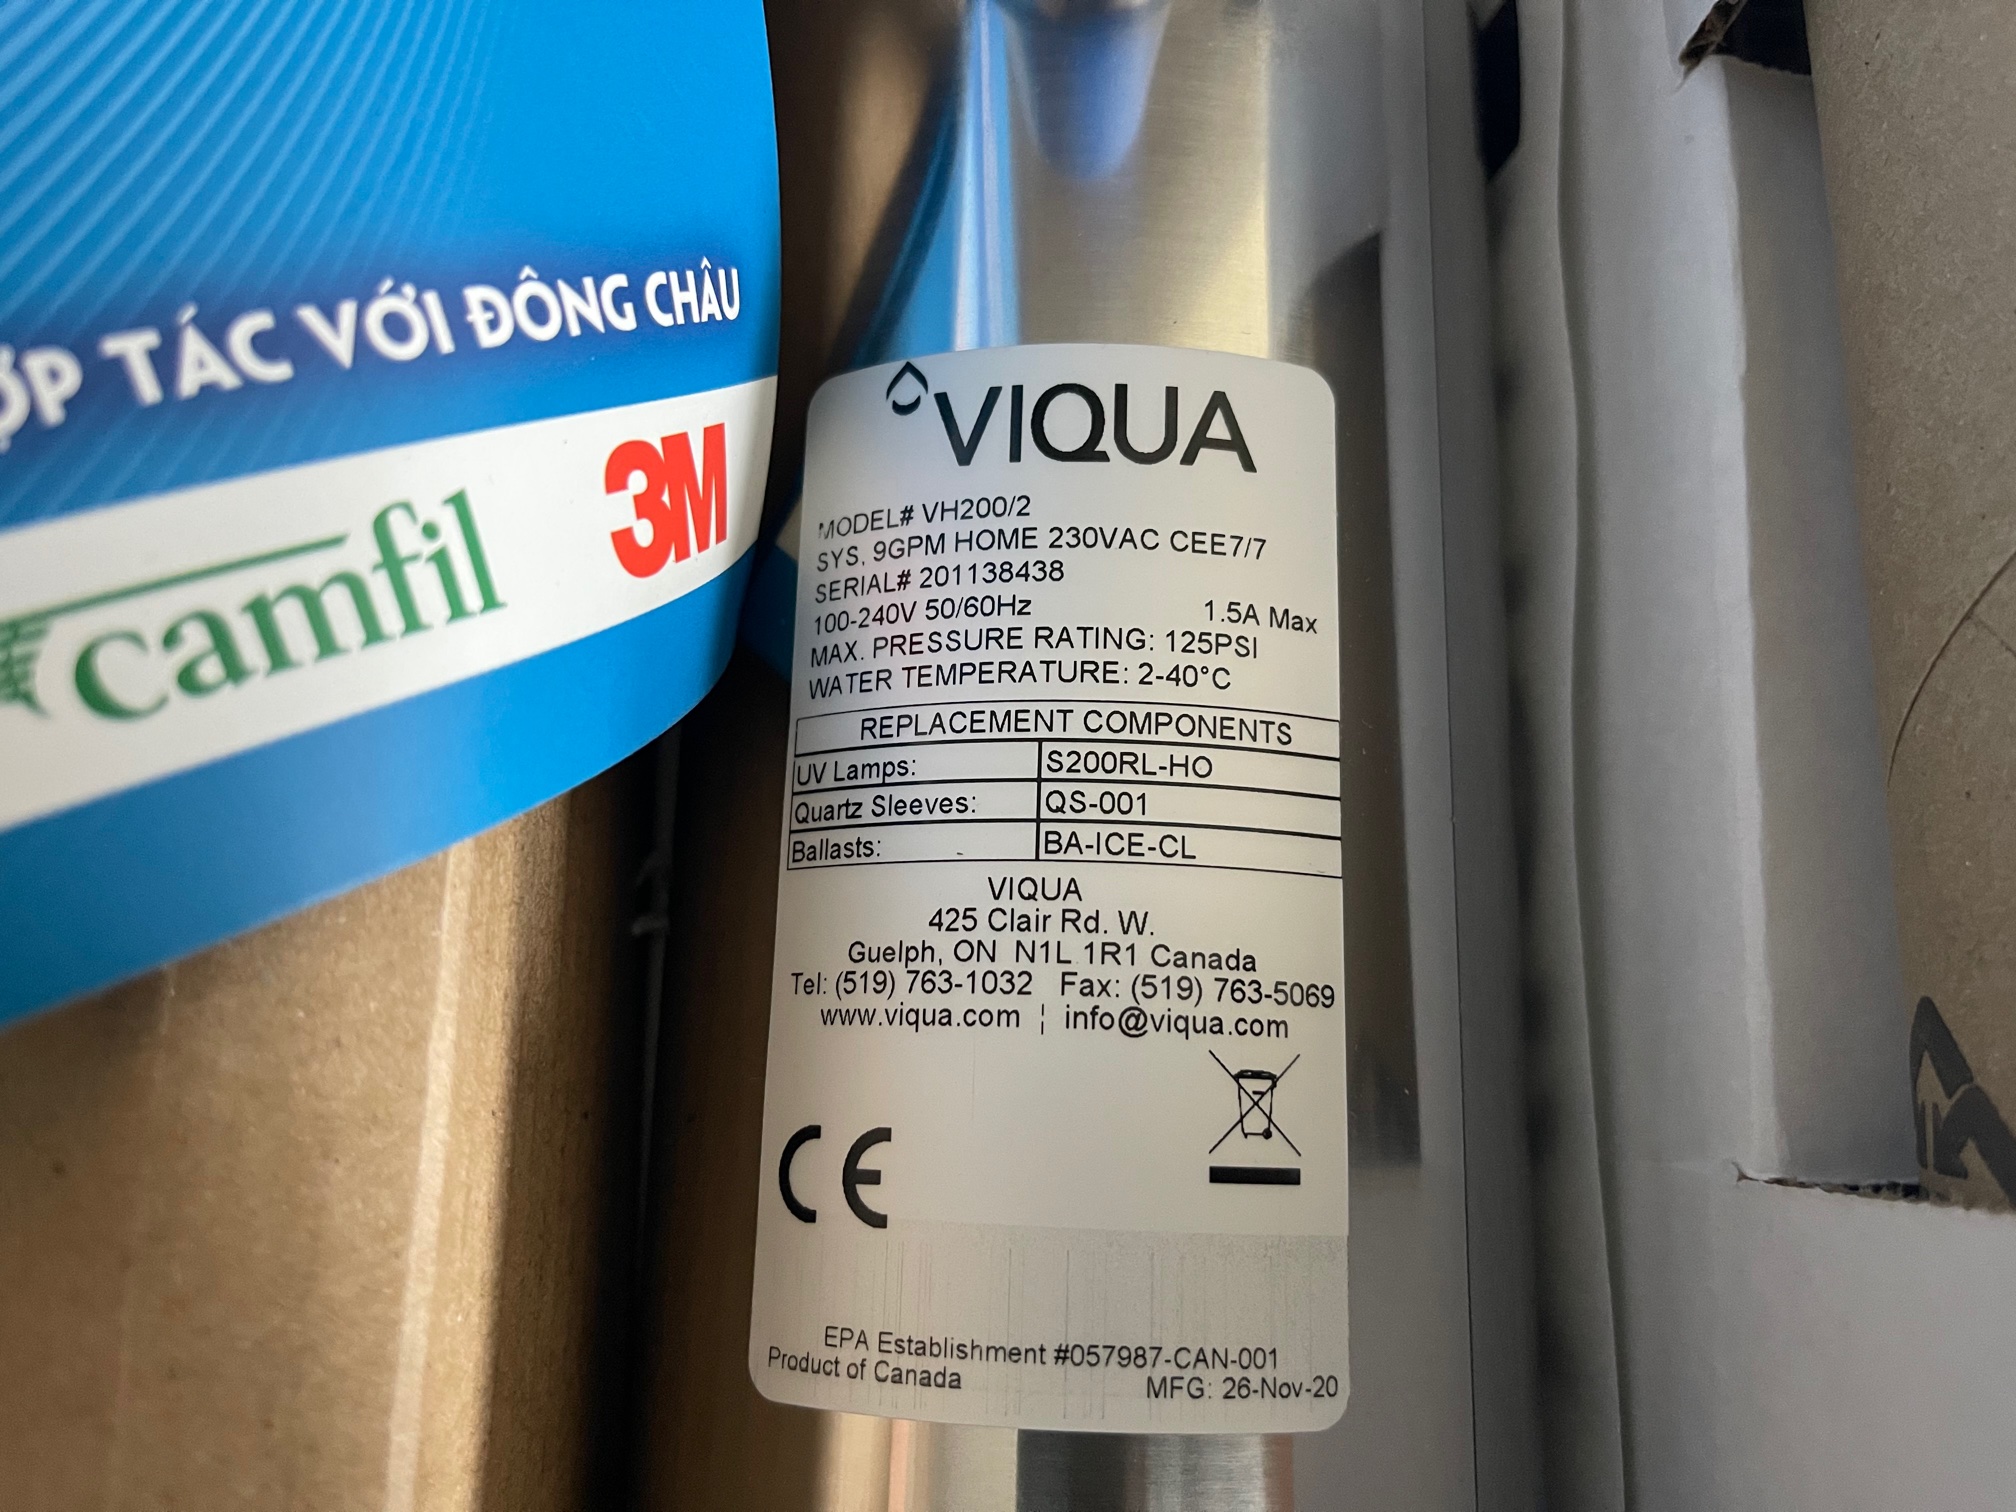 TÁC VỚI ĐÔNG CHÂU
camfil
3M
VIQUA
MODEL# VH200/2
SYS, 9GPM HOME 230VAC CEE7/7
SERIAL# 201138438
100-240V 50/60Hz 1.5A Max
MAX. PRESSURE RATING: 125PSI
WATER TEMPERATURE: 2-40°C
REPLACEMENT COMPONENTS
UV Lamps: S200RL-HO
Quartz Sleeves: QS-001
Ballasts: BA-ICE-CL
VIQUA
425 Clair Rd. W.
Guelph, ON N1L 1R1 Canada
Tel: (519) 763-1032 Fax: (519) 763-5069
www.viqua.com ¦ info@viqua.com
CE
EPA Establishment #057987-CAN-001
Product of Canada
MFG: 26-Nov-20